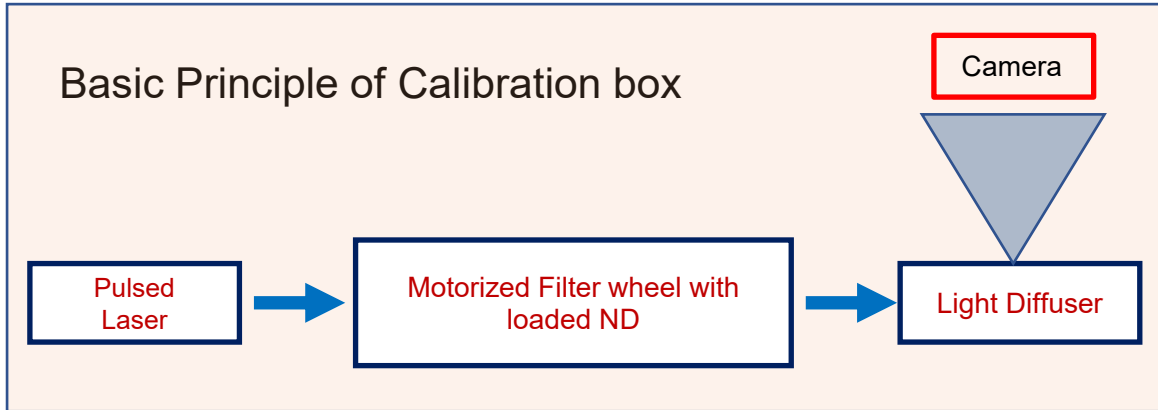 Basic Principle of Calibration box
Camera
Pulsed
Laser
Motorized Filter wheel with
loaded ND
Light Diffuser